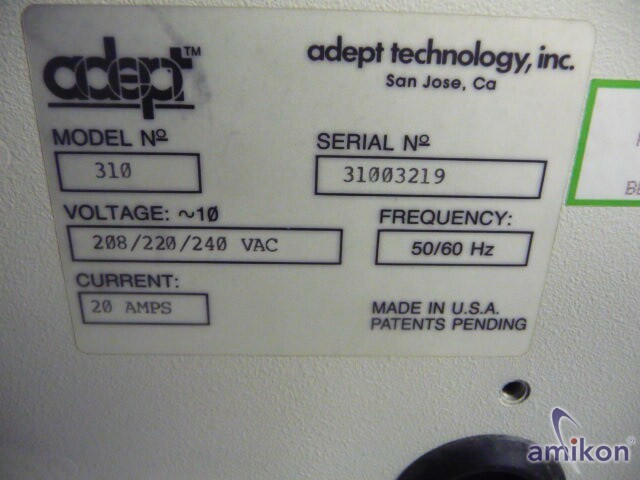 adept™
adept technology, inc.
San Jose, Ca
MODEL Nº
310
SERIAL Nº
31003219
VOLTAGE: ~1Ø
208/220/240 VAC
FREQUENCY:
50/60 Hz
CURRENT:
20 AMPS
MADE IN U.S.A.
PATENTS PENDING
amikon